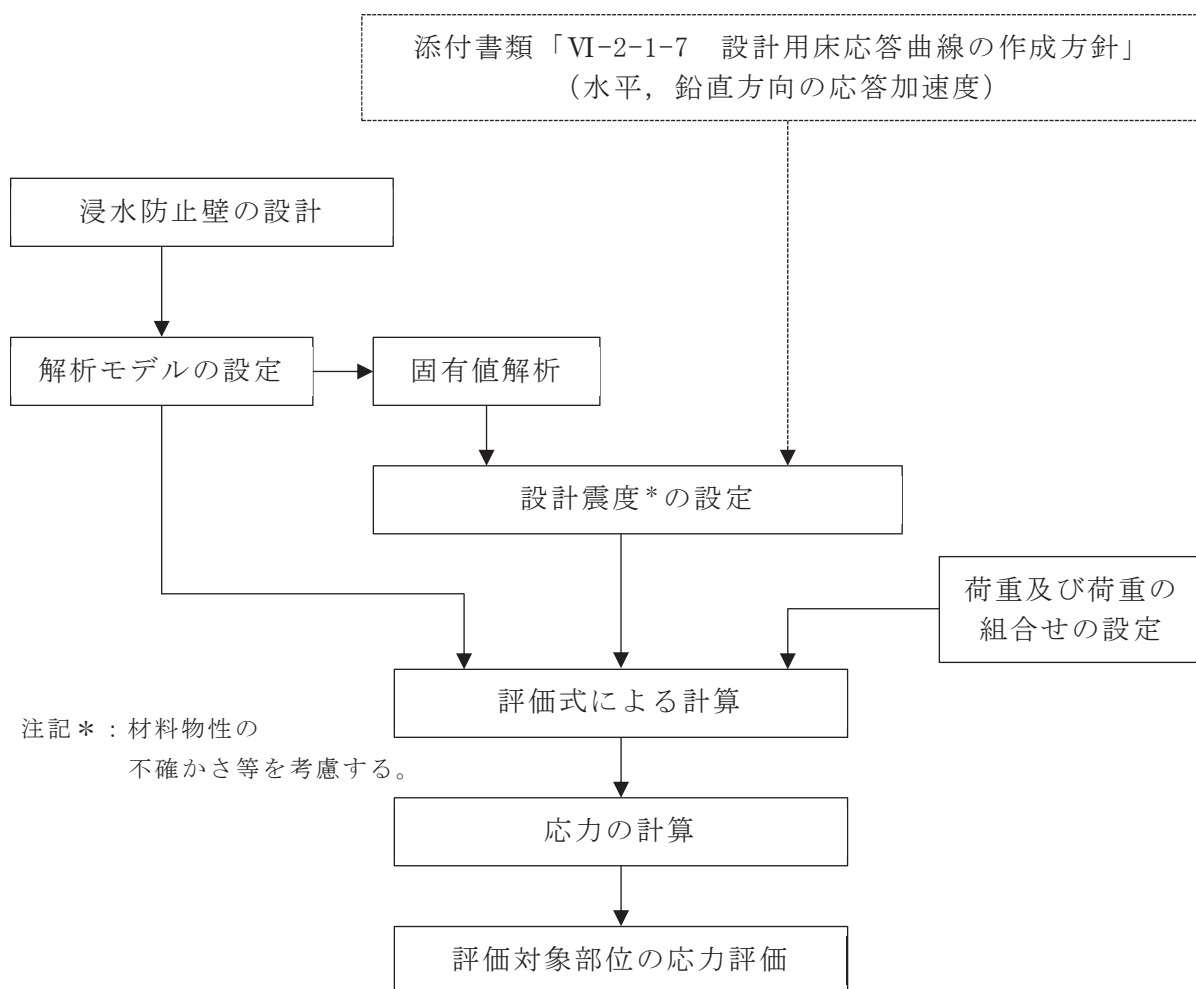 添付書類「Ⅵ-2-1-7　設計用床応答曲線の作成方針」
（水平，鉛直方向の応答加速度）
浸水防止壁の設計
解析モデルの設定
固有値解析
設計震度*の設定
荷重及び荷重の
組合せの設定
評価式による計算
注記＊：材料物性の
不確かさ等を考慮する。
応力の計算
評価対象部位の応力評価